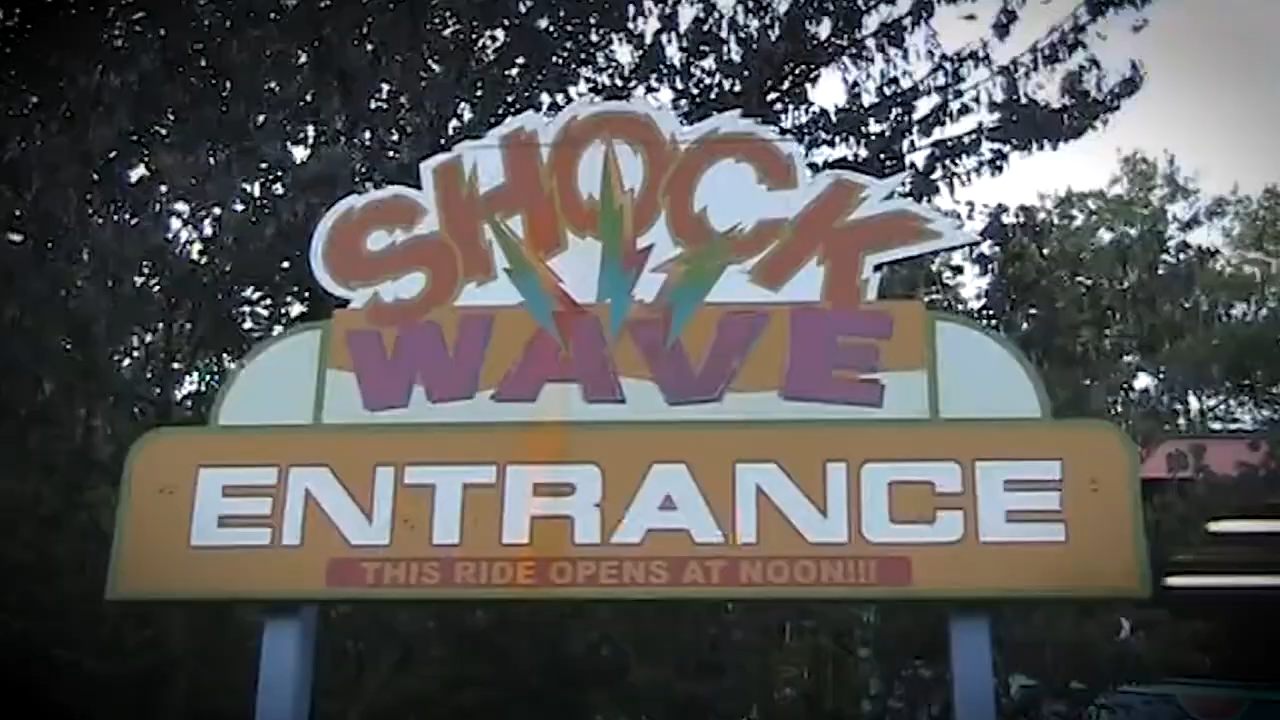 SHOCK
WAVE
ENTRANCE
THIS RIDE OPENS AT NOON!!!